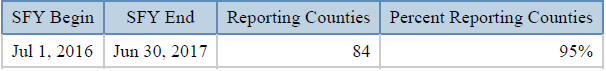 SFY Begin SFY End Reporting Counties Percent Reporting Counties
Jul 1, 2016 Jun 30, 2017 84 95%